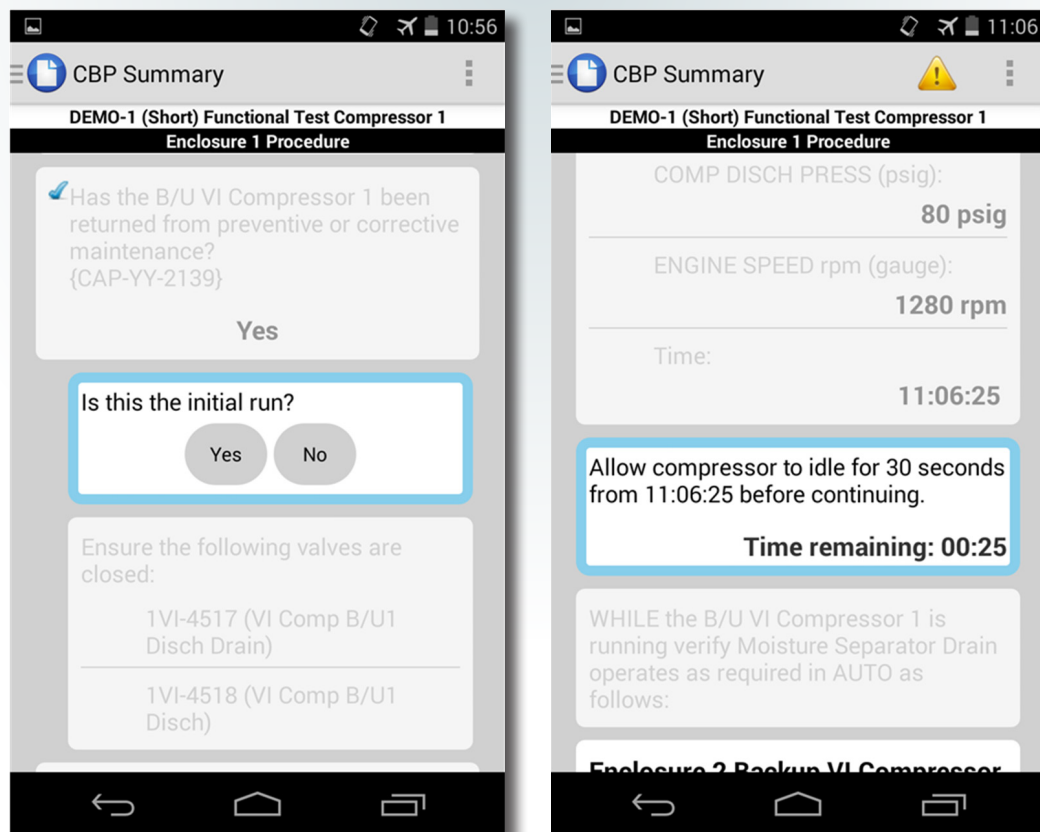 10:56
CBP Summary
DEMO-1 (Short) Functional Test Compressor 1
Enclosure 1 Procedure
Has the B/U VI Compressor 1 been
returned from preventive or corrective
maintenance?
{CAP-YY-2139}
Yes
Is this the initial run?
Yes No
Ensure the following valves are
closed:
1VI-4517 (VI Comp B/U1
Disch Drain)
1VI-4518 (VI Comp B/U1
Disch)
11:06
CBP Summary
DEMO-1 (Short) Functional Test Compressor 1
Enclosure 1 Procedure
COMP DISCH PRESS (psig):
80 psig
ENGINE SPEED rpm (gauge):
1280 rpm
Time:
11:06:25
Allow compressor to idle for 30 seconds
from 11:06:25 before continuing.
Time remaining: 00:25
WHILE the B/U VI Compressor 1 is
running verify Moisture Separator Drain
operates as required in AUTO as
follows:
Enclosure 2 Backup VI Compressor